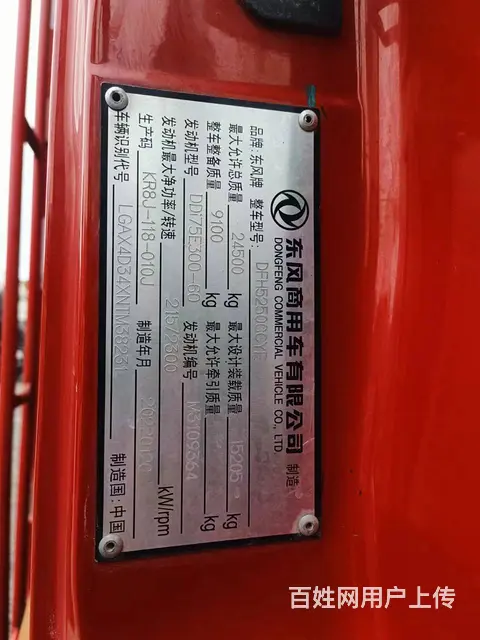 东风商用车有限公司 制造
DONGFENG COMMERCIAL VEHICLE CO., LTD.
品牌: 东风牌 整车型号:
最大允许总质量 24500 kg 最大设计装载质量 15205 kg
整车整备质量 9100 kg 最大允许牵引质量 kg
发动机型号 DDi75E300-60 发动机编号
发动机最大净功率/转速 215/2300 kW/rpm
生产码 KR8J-118-010J 制造年月
车辆识别代号 制造国: 中国
百姓网用户上传